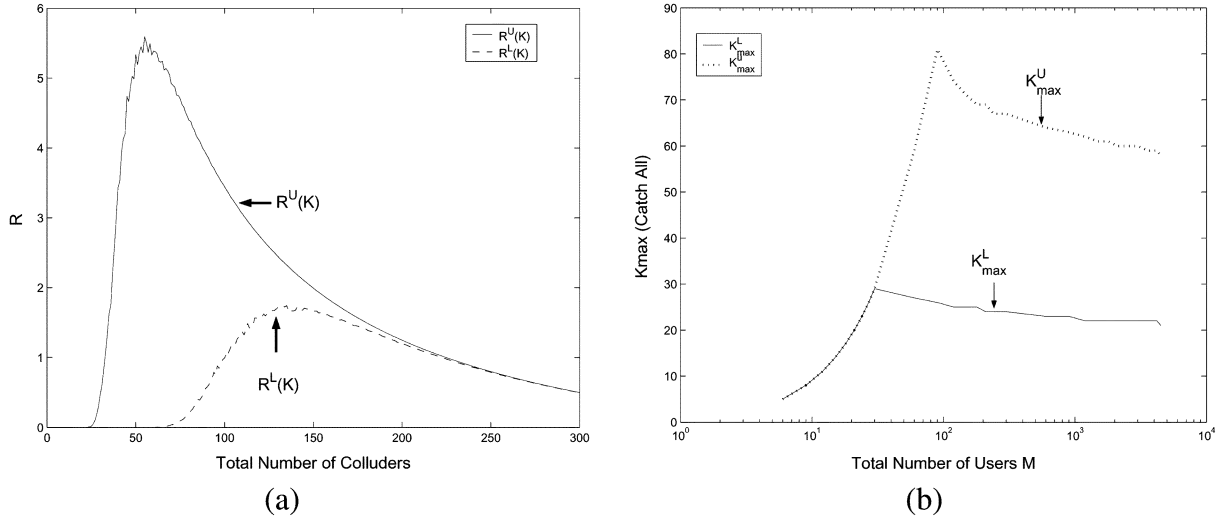 6
5
4
3
2
1
0
R
0 50 100 150 200 250 300
Total Number of Colluders
R^U(K)
R^L(K)
R^U(K)
R^L(K)
(a)
90
80
70
60
50
40
30
20
10
0
Kmax (Catch All)
10^0 10^1 10^2 10^3 10^4
Total Number of Users M
K^L_max
K^U_max
K^U_max
K^L_max
(b)